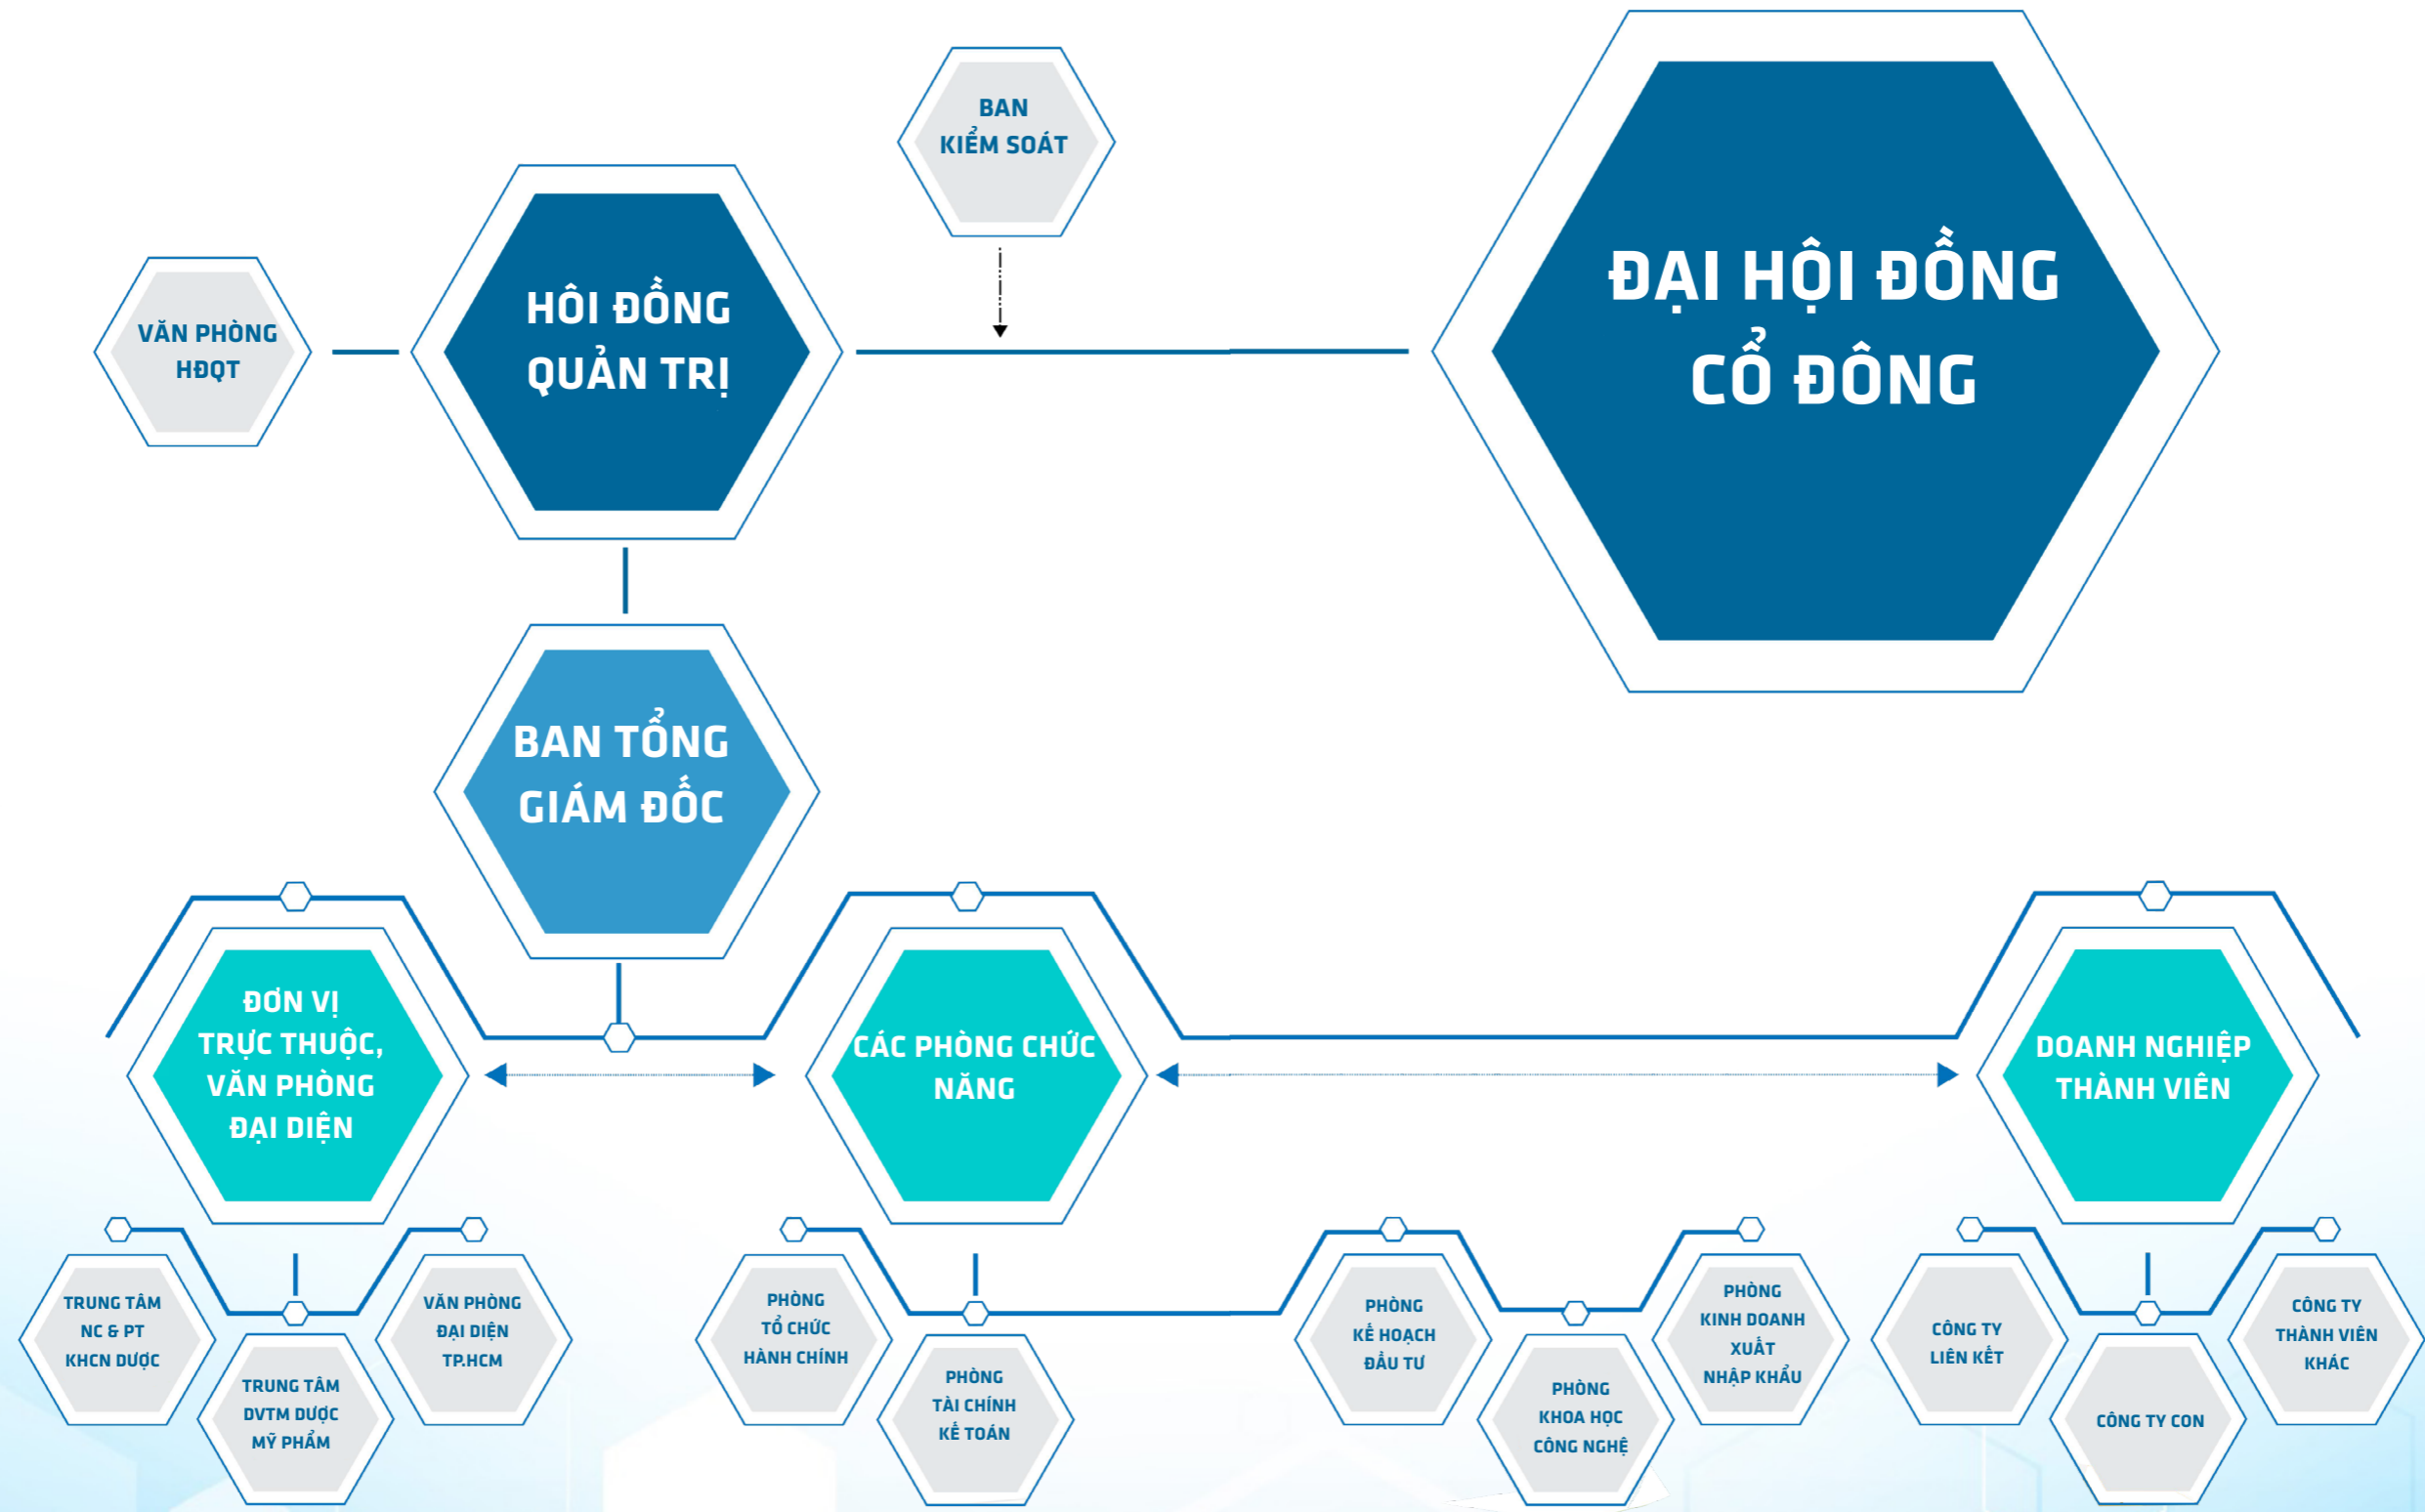 BAN
KIỂM SOÁT
ĐẠI HỘI ĐỒNG
CỔ ĐÔNG
HÔI ĐỒNG
QUẢN TRỊ
VĂN PHÒNG
HĐQT
BAN TỔNG
GIÁM ĐỐC
ĐƠN VỊ
TRỰC THUỘC,
VĂN PHÒNG
ĐẠI DIỆN
CÁC PHÒNG CHỨC
NĂNG
DOANH NGHIỆP
THÀNH VIÊN
TRUNG TÂM
NC & PT
KHCN DƯỢC
TRUNG TÂM
DVTM DƯỢC
MỸ PHẨM
VĂN PHÒNG
ĐẠI DIỆN
TP.HCM
PHÒNG
TỔ CHỨC
HÀNH CHÍNH
PHÒNG
TÀI CHÍNH
KẾ TOÁN
PHÒNG
KẾ HOẠCH
ĐẦU TƯ
PHÒNG
KHOA HỌC
CÔNG NGHỆ
PHÒNG
KINH DOANH
XUẤT
NHẬP KHẨU
CÔNG TY
LIÊN KẾT
CÔNG TY CON
CÔNG TY
THÀNH VIÊN
KHÁC